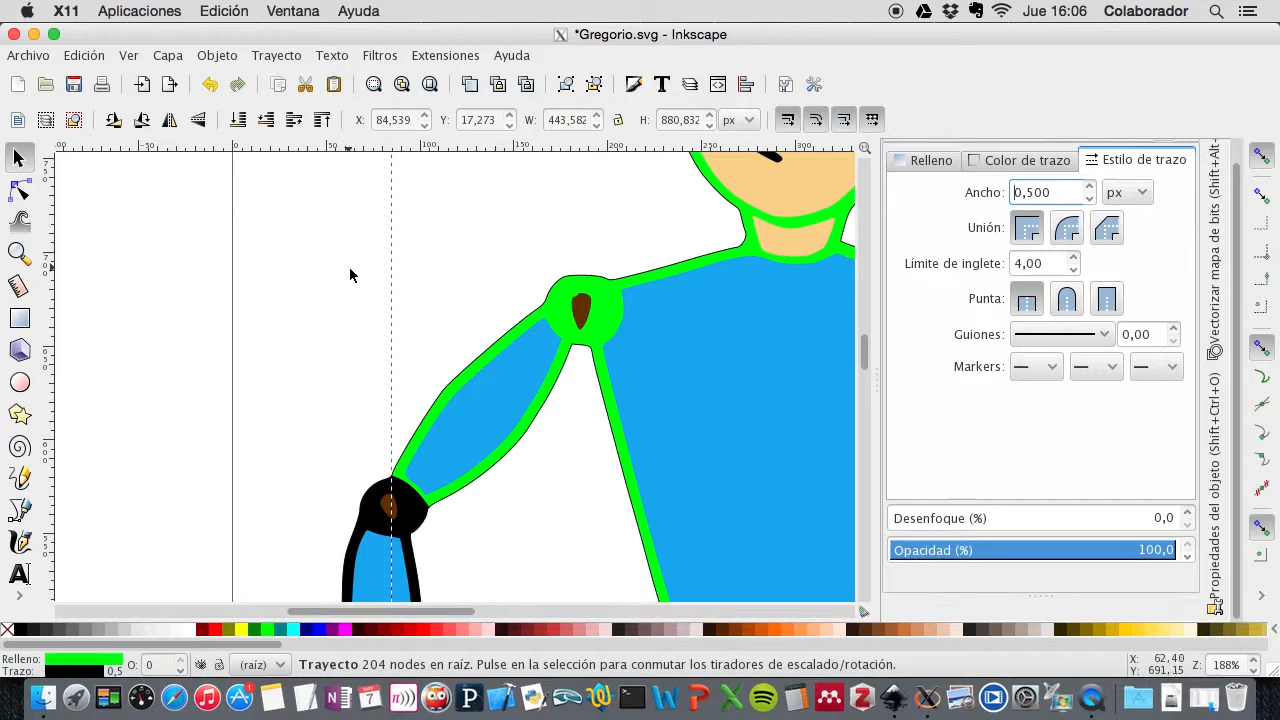 X11 Aplicaciones Edición Ventana Ayuda Jue 16:06 Colaborador
*Gregorio.svg - Inkscape
Archivo Edición Ver Capa Objeto Trayecto Texto Filtros Extensiones Ayuda
X: 84,539 Y: 17,273 W: 443,582 H: 880,832 px
Relleno Color de trazo Estilo de trazo
Ancho: 0,500 px
Unión:
Límite de inglete: 4,00
Punta:
Guiones: 0,00
Markers:
Vectorizar mapa de bits (Shift+Alt-
Propiedades del objeto (Shift+Ctrl+O)
Desenfoque (%) 0,0
Opacidad (%) 100,0
Relleno: O: 0 (raíz) Trayecto 204 nodes en raíz. Pulse en la Selección para conmutar los tiradores de escalado/rotación. X: 62,40 Z: 188%
Trazo: 0,5 Y: 691,15